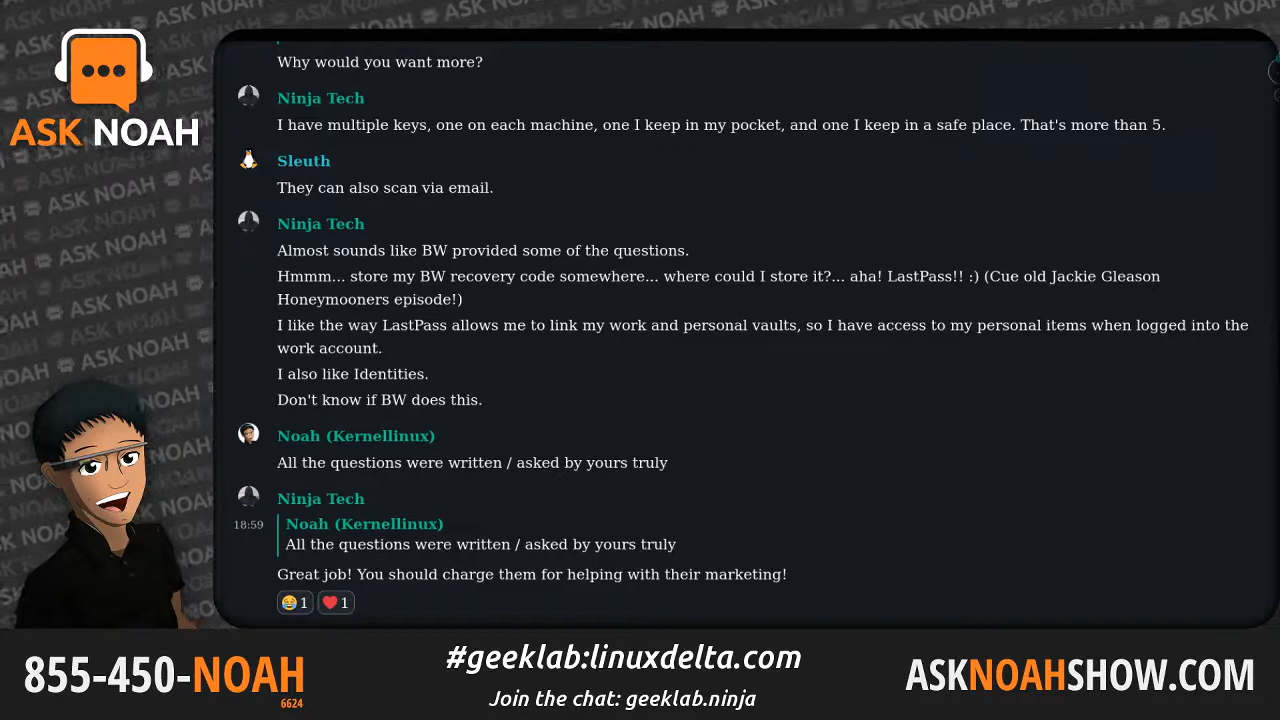 ASK NOAH
Why would you want more?
Ninja Tech
I have multiple keys, one on each machine, one I keep in my pocket, and one I keep in a safe place. That's more than 5.
Sleuth
They can also scan via email.
Ninja Tech
Almost sounds like BW provided some of the questions.
Hmmm... store my BW recovery code somewhere... where could I store it?... aha! LastPass!! :) (Cue old Jackie Gleason
Honeymooners episode!)
I like the way LastPass allows me to link my work and personal vaults, so I have access to my personal items when logged into the
work account.
I also like Identities.
Don't know if BW does this.
Noah (Kernellinux)
All the questions were written / asked by yours truly
Ninja Tech
18:59
Noah (Kernellinux)
All the questions were written / asked by yours truly
Great job! You should charge them for helping with their marketing!
😂 1 ❤️ 1
855-450-NOAH
6624
#geeklab:linuxdelta.com
Join the chat: geeklab.ninja
ASKNOAHSHOW.COM